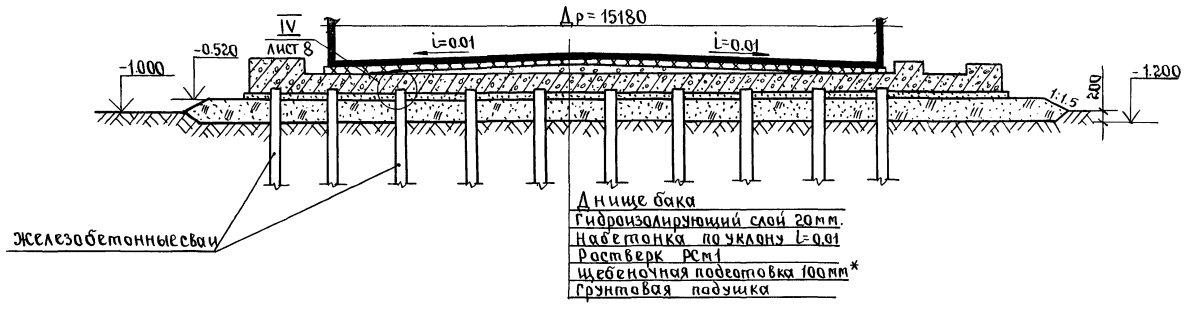 Др=15180
IV
лист 8
i=0.01
i=0.01
-0.520
-1.000
1:1.5
200
-1.200
Днище бака
Гидроизолирующий слой 20мм.
Набетонка по уклону i=0.01
Ростверк РСм1
Щебеночная подготовка 100мм*
Грунтовая подушка
Железобетонные сваи